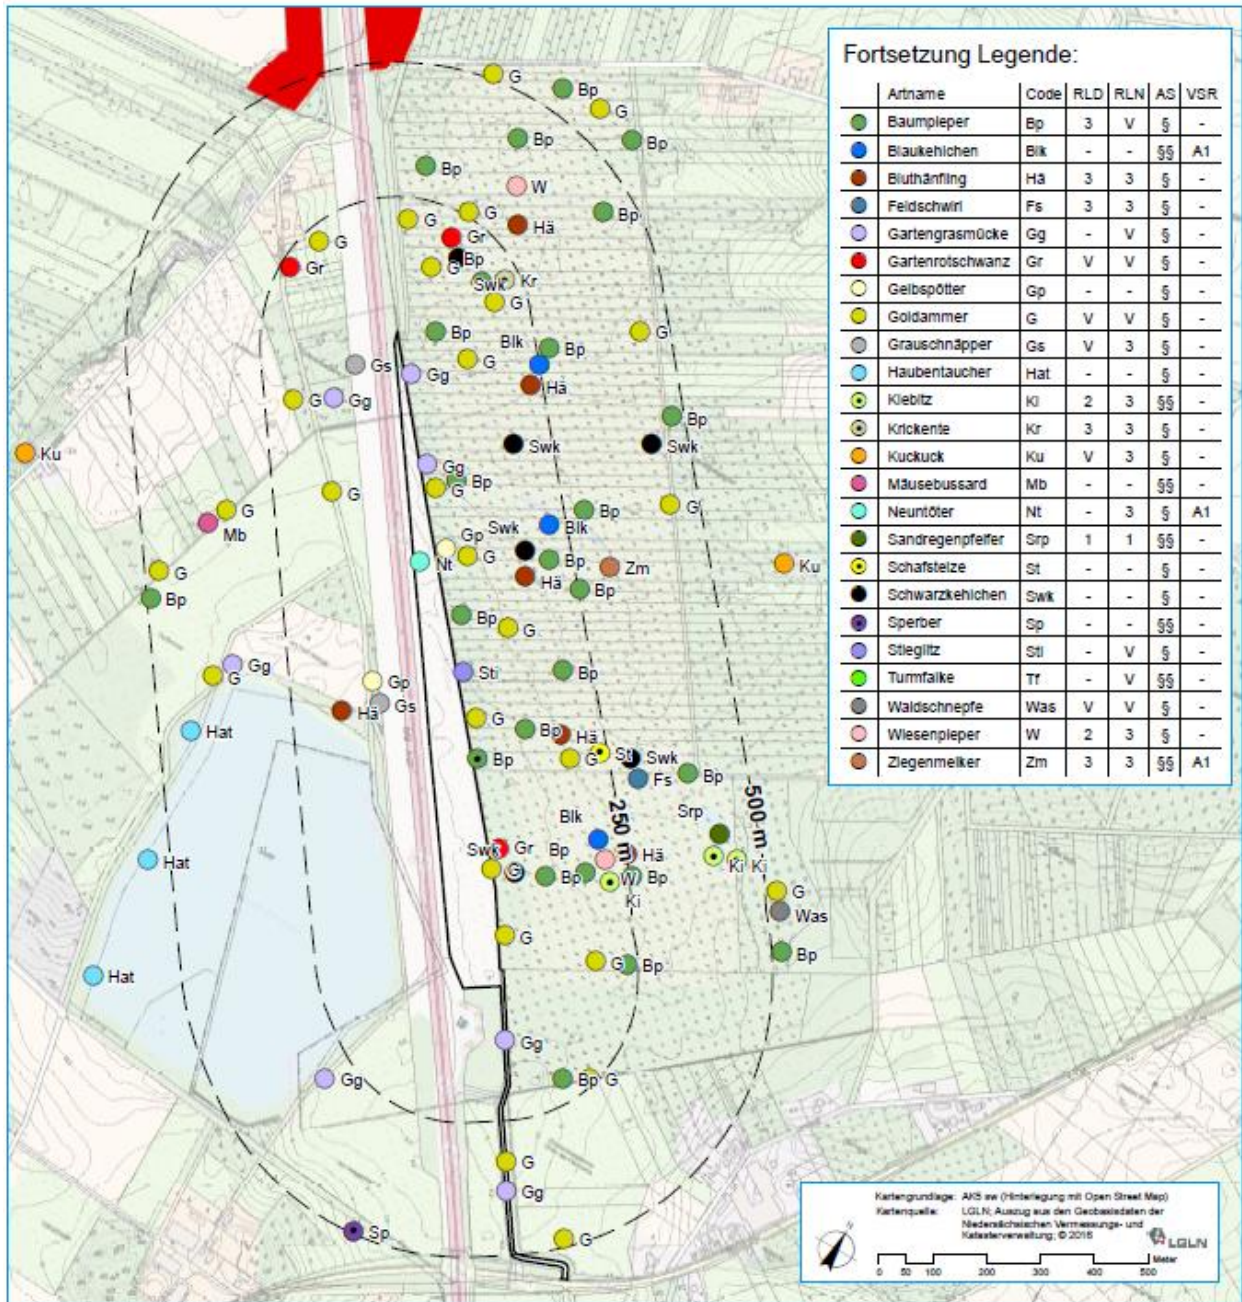 Fortsetzung Legende:
Artname Code RLD RLN AS VSR
Baumpieper Bp 3 V § -
Blaukehlchen Blk - - §§ A1
Bluthänfling Hä 3 3 § -
Feldschwirl Fs 3 3 § -
Gartengrasmücke Gg - V § -
Gartenrotschwanz Gr V V § -
Gelbspötter Gp - - § -
Goldammer G V V § -
Grauschnäpper Gs V 3 § -
Haubentaucher Hat - - § -
Kiebitz Ki 2 3 §§ -
Krickente Kr 3 3 § -
Kuckuck Ku V 3 § -
Mäusebussard Mb - - §§ -
Neuntöter Nt - 3 § A1
Sandregenpfeifer Srp 1 1 §§ -
Schafstelze St - - § -
Schwarzkehlchen Swk - - § -
Sperber Sp - - §§ -
Stieglitz Sti - V § -
Turmfalke Tf - V §§ -
Waldschnepfe Was V V § -
Wiesenpieper W 2 3 § -
Ziegenmelker Zm 3 3 §§ A1
G
Bp
G
Bp
Bp
Bp
W
G
G
Bp
Hä
Gr
G
Gr
Bp
G
Swk
Kr
G
Bp
G
Blk
Bp
G
Gs
Gg
Hä
G
Gg
Bp
Ku
Swk
Swk
Gg
Bp
G
G
G
G
Bp
Mb
Swk
Blk
Gp
G
Bp
Nt
Zm
Ku
Hä
G
Bp
Bp
Bp
G
Gg
G
Sti
Bp
Gp
Gs
Hä
Hat
G
Bp
Hä
Bp
G
St
Swk
Fs
Bp
250 m
500 m
Blk
Srp
Swk
Gr
Bp
Hä
Hat
G
Bp
W
Bp
Ki
Ki
Ki
G
Was
G
Bp
G
Bp
Hat
Gg
Gg
Bp
G
G
Gg
Sp
G
Kartengrundlage: AK5 sw (Hinterlegung mit Open Street Map)
Kartenquelle: LGLN; Auszug aus den Geobasisdaten der
Niedersächsischen Vermessungs- und
Katasterverwaltung; © 2016
LGLN
Meter
0 50 100 200 300 400 500